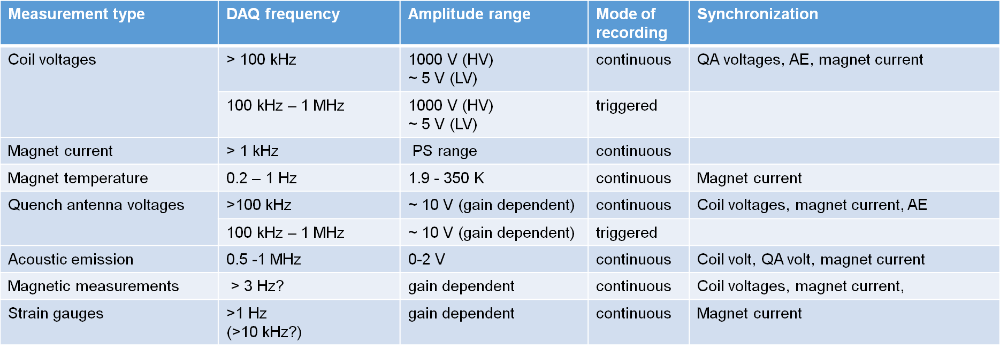 Measurement type DAQ frequency Amplitude range Mode of recording Synchronization
Coil voltages > 100 kHz 1000 V (HV) continuous QA voltages, AE, magnet current
~ 5 V (LV)
100 kHz – 1 MHz 1000 V (HV) triggered
~ 5 V (LV)
Magnet current > 1 kHz PS range continuous
Magnet temperature 0.2 – 1 Hz 1.9 - 350 K continuous Magnet current
Quench antenna voltages >100 kHz ~ 10 V (gain dependent) continuous Coil voltages, magnet current, AE
100 kHz – 1 MHz ~ 10 V (gain dependent) triggered
Acoustic emission 0.5 -1 MHz 0-2 V continuous Coil volt, QA volt, magnet current
Magnetic measurements > 3 Hz? gain dependent continuous Coil voltages, magnet current,
Strain gauges >1 Hz gain dependent continuous Magnet current
(>10 kHz?)